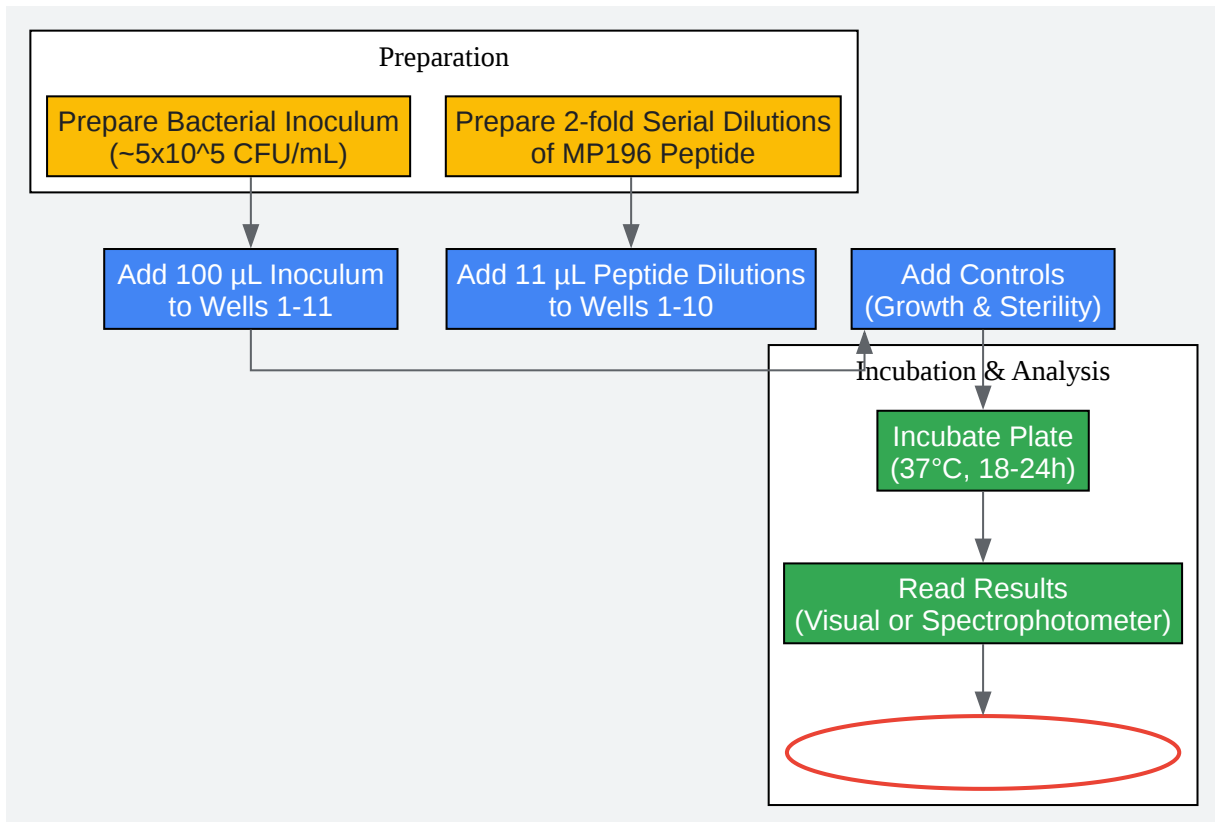 Preparation
Prepare Bacterial Inoculum
(~5x10^5 CFU/mL)
Prepare 2-fold Serial Dilutions
of MP196 Peptide
Add 100 µL Inoculum
to Wells 1-11
Add 11 µL Peptide Dilutions
to Wells 1-10
Add Controls
(Growth & Sterility)
Incubation & Analysis
Incubate Plate
(37°C, 18-24h)
Read Results
(Visual or Spectrophotometer)